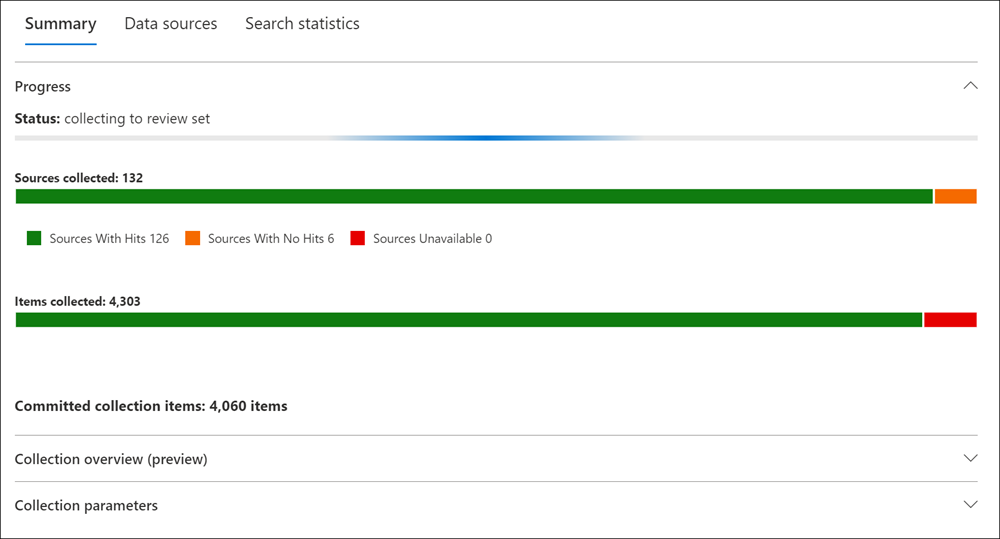 Summary Data sources Search statistics
Progress
Status: collecting to review set
Sources collected: 132
Sources With Hits 126 Sources With No Hits 6 Sources Unavailable 0
Items collected: 4,303
Committed collection items: 4,060 items
Collection overview (preview)
Collection parameters